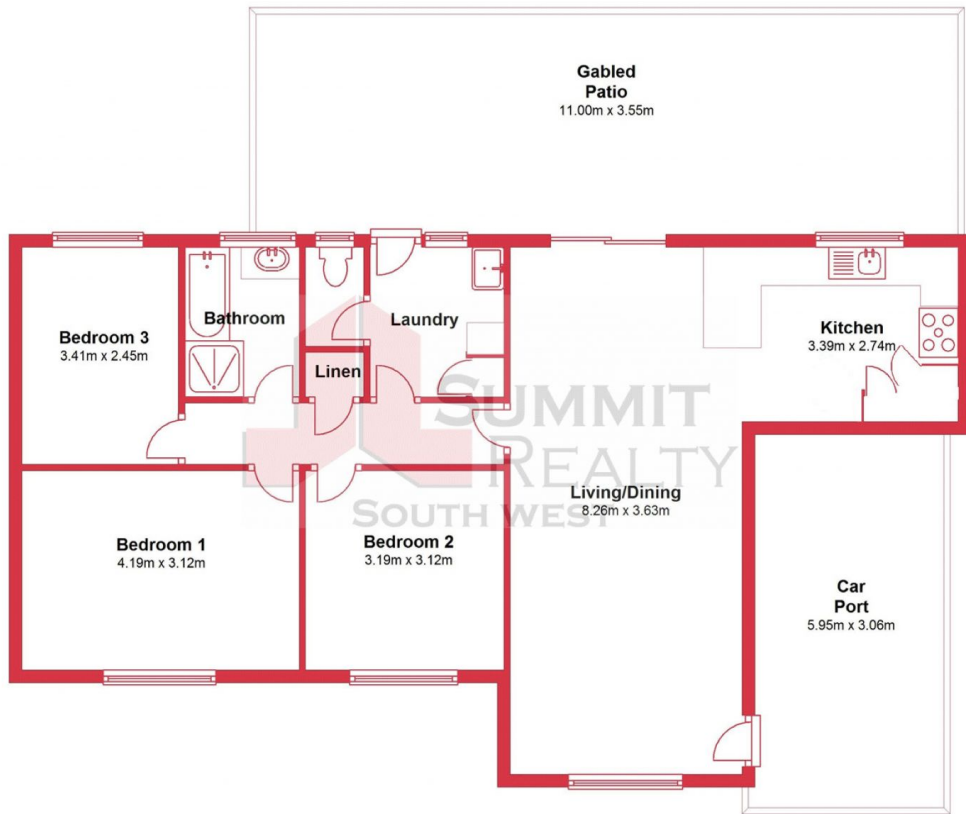 Gabled
Patio
11.00m x 3.55m
Bedroom 3
3.41m x 2.45m
Bathroom
Laundry
Linen
Kitchen
3.39m x 2.74m
SUMMIT
REALTY
SOUTH WEST
Living/Dining
8.26m x 3.63m
Bedroom 1
4.19m x 3.12m
Bedroom 2
3.19m x 3.12m
Car
Port
5.95m x 3.06m